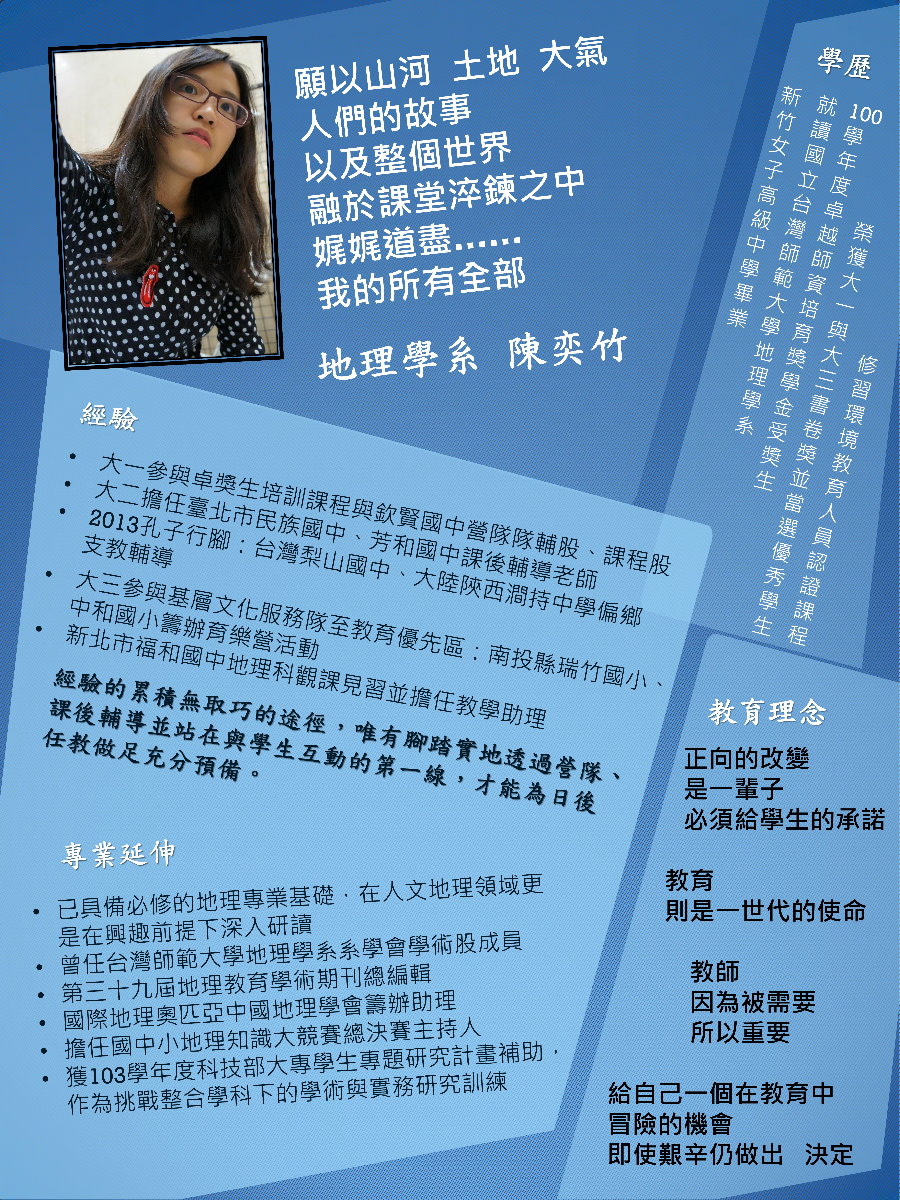 願以山河 土地 大氣
人們的故事
以及整個世界
融於課堂淬鍊之中
娓娓道盡......
我的所有全部
地理學系 陳奕竹
學歷
新竹女子高級中學畢業
就讀國立台灣師範大學地理學系
100學年度卓越師資培育獎學金受獎生
榮獲大一與大三書卷獎並當選優秀學生
修習環境教育人員認證課程
經驗
• 大一參與卓獎生培訓課程與欽賢國中營隊隊輔股、課程股
• 大二擔任臺北市民族國中、芳和國中課後輔導老師
• 2013孔子行腳：台灣梨山國中、大陸陝西澗持中學偏鄉
支教輔導
• 大三參與基層文化服務隊至教育優先區：南投縣瑞竹國小、
中和國小籌辦育樂營活動
• 新北市福和國中地理科觀課見習並擔任教學助理
經驗的累積無取巧的途徑，唯有腳踏實地透過營隊、
課後輔導並站在與學生互動的第一線，才能為日後
任教做足充分預備。
專業延伸
• 已具備必修的地理專業基礎，在人文地理領域更
是在興趣前提下深入研讀
• 曾任台灣師範大學地理學系系學會學術股成員
• 第三十九屆地理教育學術期刊總編輯
• 國際地理奧匹亞中國地理學會籌辦助理
• 擔任國中小地理知識大競賽總決賽主持人
• 獲103學年度科技部大專學生專題研究計畫補助，
作為挑戰整合學科下的學術與實務研究訓練
教育理念
正向的改變
是一輩子
必須給學生的承諾
教育
則是一世代的使命
教師
因為被需要
所以重要
給自己一個在教育中
冒險的機會
即使艱辛仍做出 決定